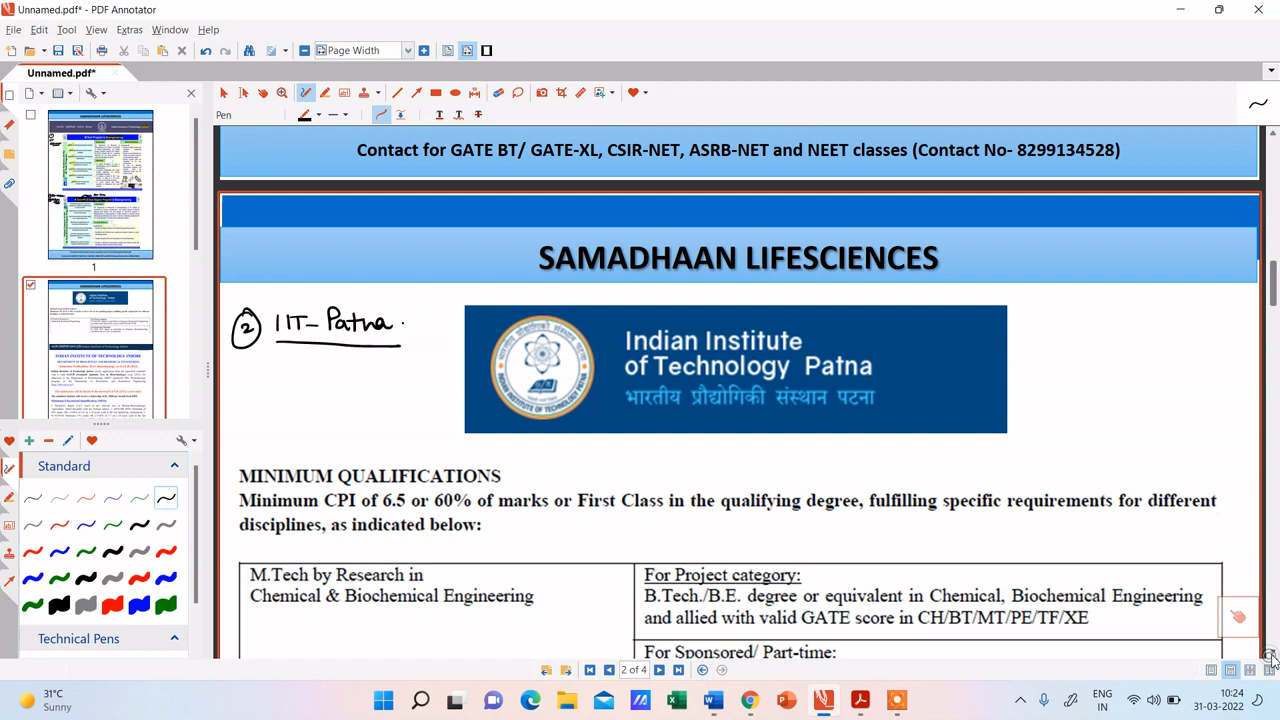 Unnamed.pdf* - PDF Annotator
File Edit Tool View Extras Window Help
Page Width
Unnamed.pdf*
Pen
Contact for GATE BT/ GATE-XL, CSIR-NET, ASRB-NET and NEET classes (Contact No- 8299134528)
SAMADHAAN LIFESCIENCES
② IIT- Patna
Indian Institute
of Technology Patna
भारतीय प्रौद्योगिकी संस्थान पटना
MINIMUM QUALIFICATIONS
Minimum CPI of 6.5 or 60% of marks or First Class in the qualifying degree, fulfilling specific requirements for different
disciplines, as indicated below:
M.Tech by Research in
Chemical & Biochemical Engineering
For Project category:
B.Tech./B.E. degree or equivalent in Chemical, Biochemical Engineering
and allied with valid GATE score in CH/BT/MT/PE/TF/XE
For Sponsored/ Part-time:
1
INDIAN INSTITUTE OF TECHNOLOGY INDORE
Standard
Technical Pens
2 of 4
31°C
Sunny
ENG
IN
10:24
31-03-2022